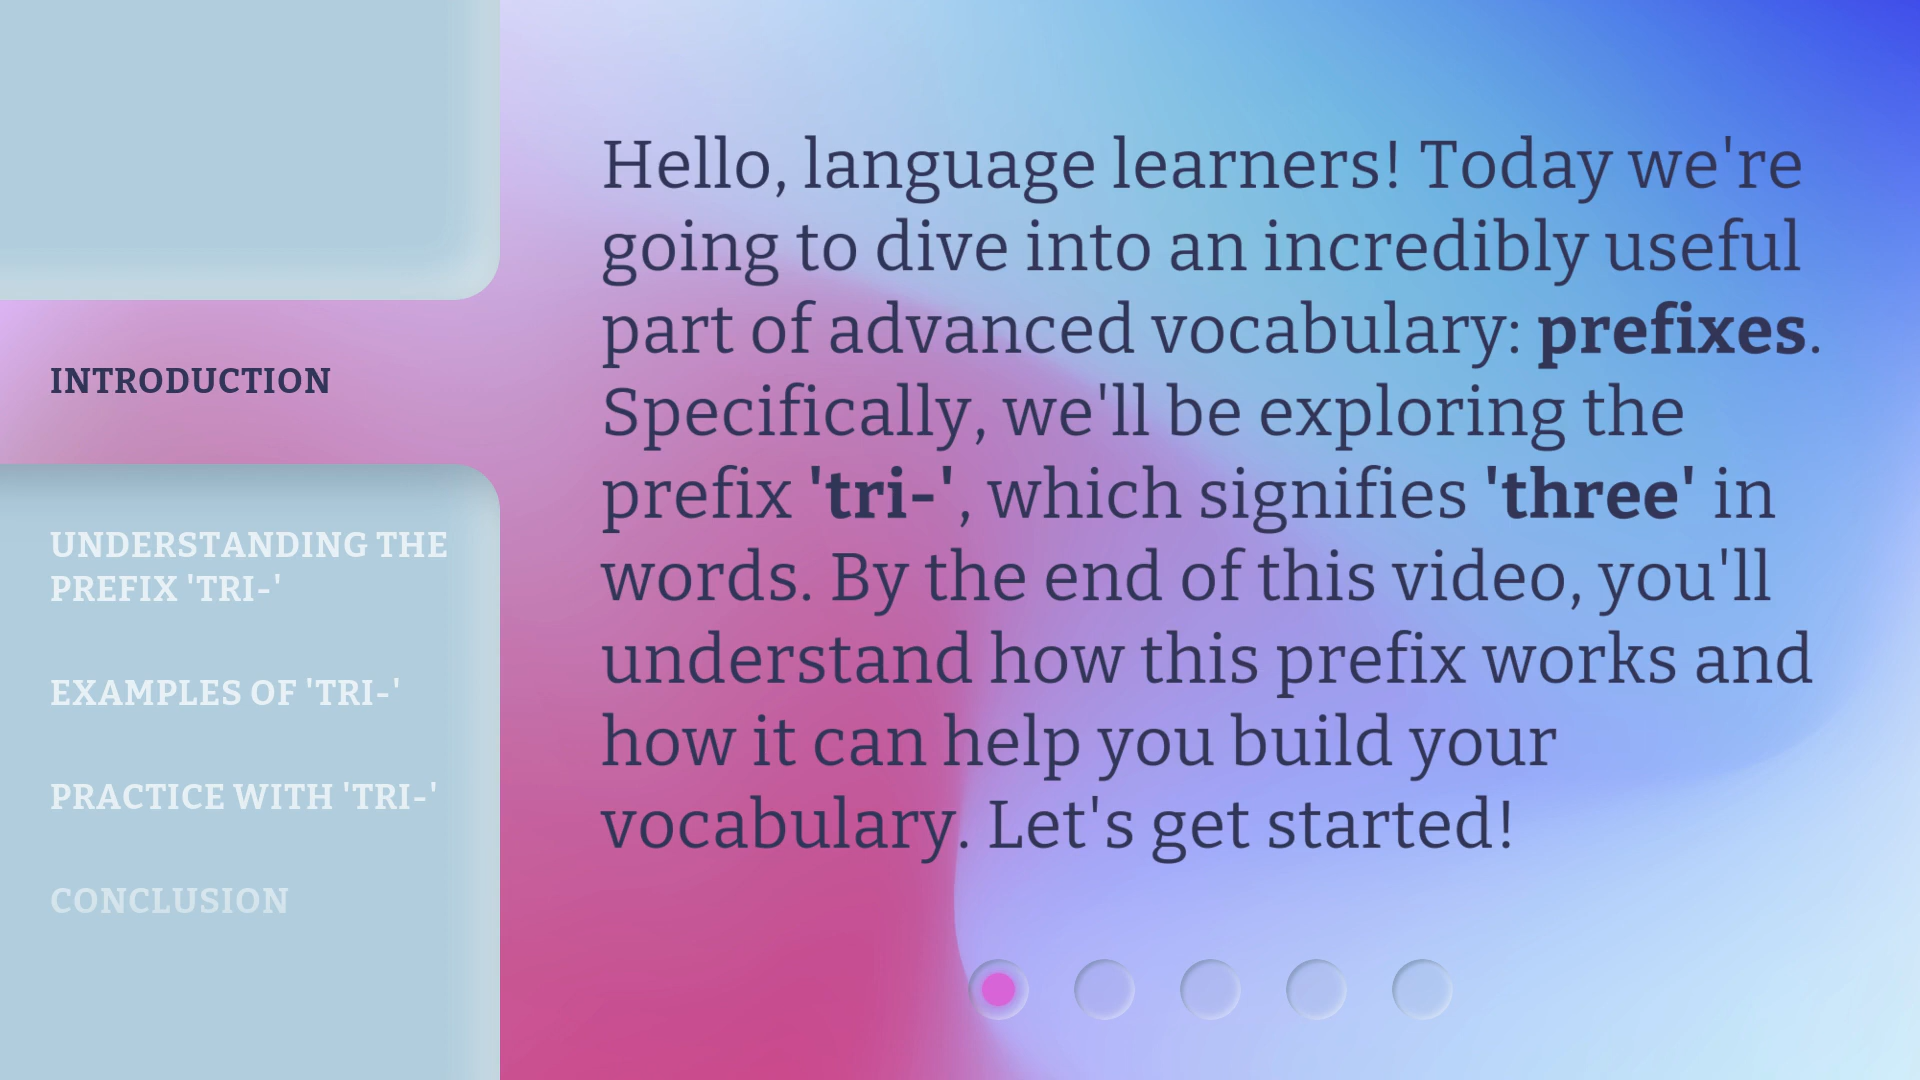 INTRODUCTION
UNDERSTANDING THE
PREFIX 'TRI-'
EXAMPLES OF 'TRI-'
PRACTICE WITH 'TRI-'
CONCLUSION
Hello, language learners! Today we're
going to dive into an incredibly useful
part of advanced vocabulary: prefixes.
Specifically, we'll be exploring the
prefix 'tri-', which signifies 'three' in
words. By the end of this video, you'll
understand how this prefix works and
how it can help you build your
vocabulary. Let's get started!